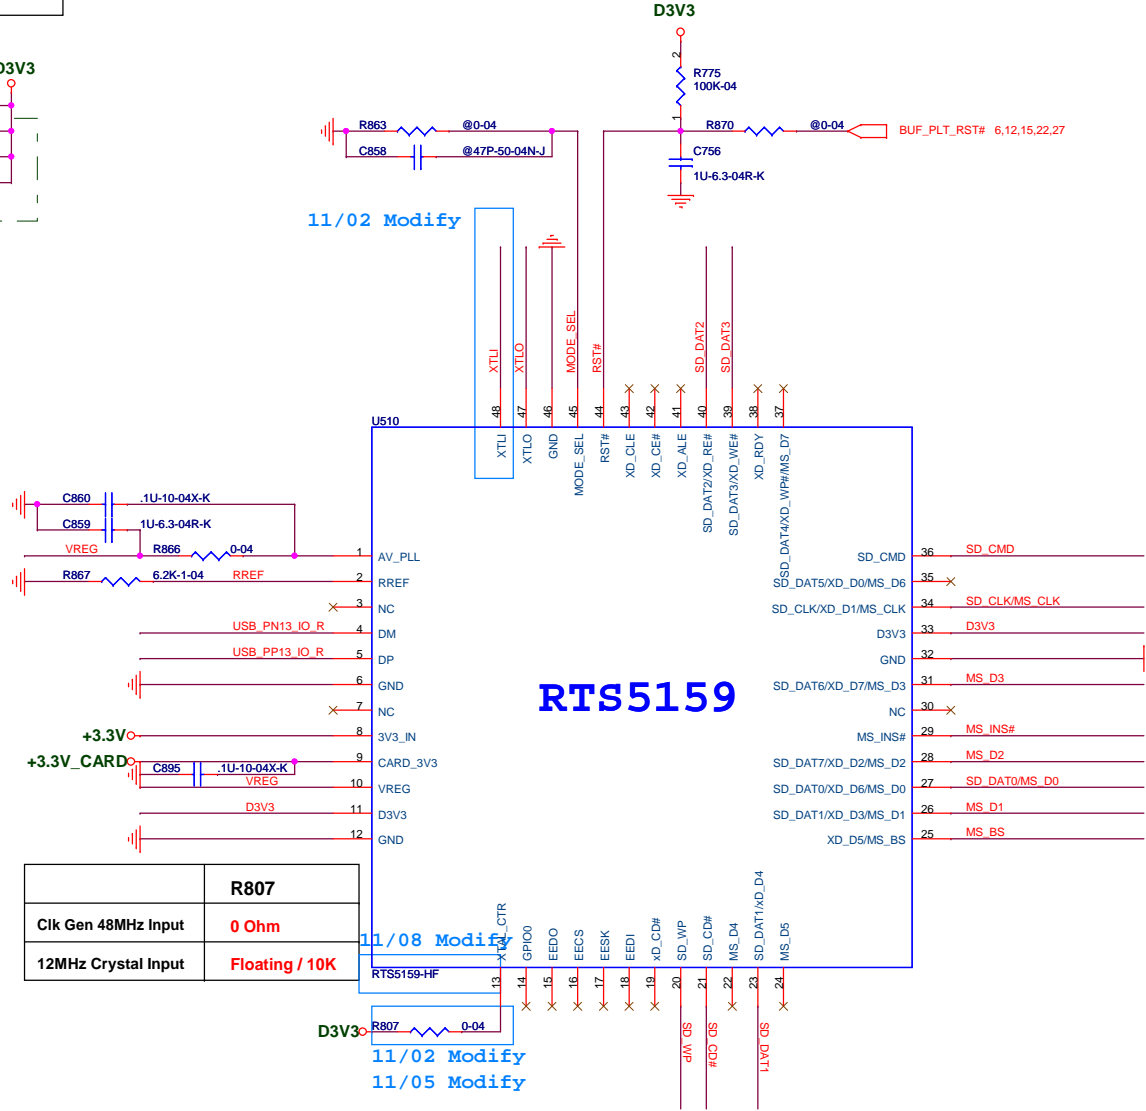 D3V3
D3V3
2
R775
100K-04
1
R863
@0-04
R870
@0-04
BUF_PLT_RST# 6,12,15,22,27
C858
@47P-50-04N-J
C756
1U-6.3-04R-K
11/02 Modify
XTLI
XTLO
MODE_SEL
RST#
SD_DAT2
SD_DAT3
48
47
46
45
44
43
42
41
40
39
38
37
U510
XTLI
XTLO
GND
MODE_SEL
RST#
XD_CLE
XD_CE#
XD_ALE
SD_DAT2/XD_RE#
SD_DAT3/XD_WE#
XD_RDY
SD_DAT4/XD_WP#/MS_D7
C860
.1U-10-04X-K
C859
1U-6.3-04R-K
VREG
R866
0-04
1
AV_PLL
R867
6.2K-1-04
RREF
2
RREF
3
NC
USB_PN13_IO_R
4
DM
USB_PP13_IO_R
5
DP
6
GND
7
NC
+3.3V
8
3V3_IN
+3.3V_CARD
9
CARD_3V3
C895
.1U-10-04X-K
VREG
10
VREG
D3V3
11
D3V3
12
GND
RTS5159
SD_CMD
36
SD_CMD
SD_DAT5/XD_D0/MS_D6
35
SD_CLK/XD_D1/MS_CLK
34
SD_CLK/MS_CLK
D3V3
33
D3V3
GND
32
SD_DAT6/XD_D7/MS_D3
31
MS_D3
NC
30
MS_INS#
29
MS_INS#
SD_DAT7/XD_D2/MS_D2
28
MS_D2
SD_DAT0/XD_D6/MS_D0
27
SD_DAT0/MS_D0
SD_DAT1/XD_D3/MS_D1
26
MS_D1
XD_D5/MS_BS
25
MS_BS
R807
Clk Gen 48MHz Input
0 Ohm
12MHz Crystal Input
Floating / 10K
11/08 Modify
XTAL_CTR
GPIO0
EEDO
EECS
EESK
EEDI
xD_CD#
SD_WP
SD_CD#
MS_D4
SD_DAT1/xD_D4
MS_D5
RTS5159-HF
13
14
15
16
17
18
19
20
21
22
23
24
D3V3
R807
0-04
SD_WP
SD_CD#
SD_DAT1
11/02 Modify
11/05 Modify